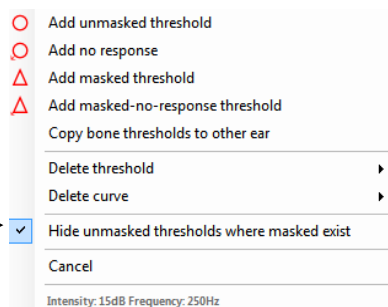 Add unmasked threshold
Add no response
Add masked threshold
Add masked-no-response threshold
Copy bone thresholds to other ear
Delete threshold
Delete curve
Hide unmasked thresholds where masked exist
Cancel
Intensity: 15dB Frequency: 250Hz